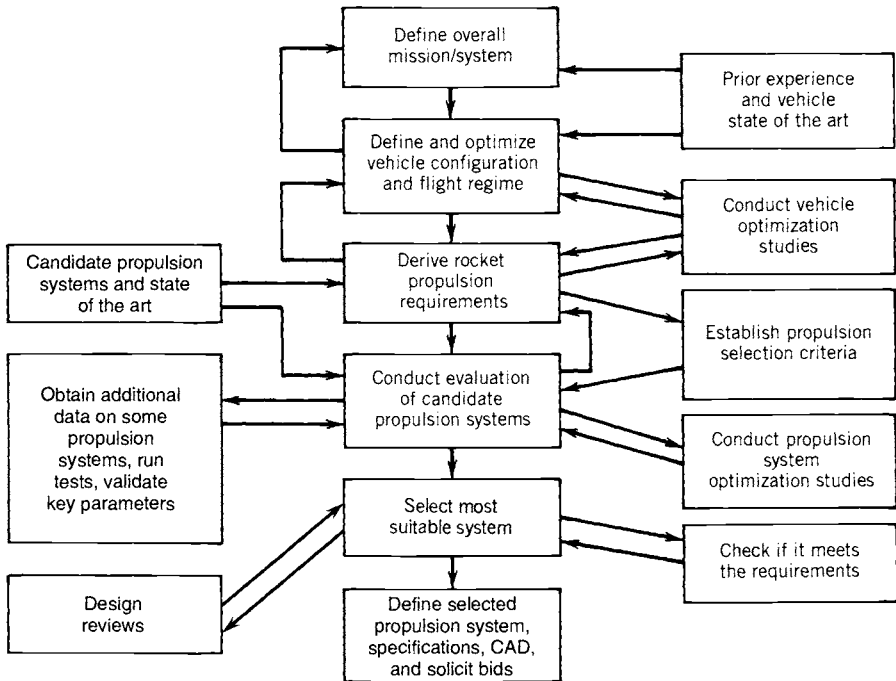 Define overall
mission/system
Prior experience
and vehicle
state of the art
Define and optimize
vehicle configuration
and flight regime
Conduct vehicle
optimization
studies
Candidate propulsion
systems and state
of the art
Derive rocket
propulsion
requirements
Establish propulsion
selection criteria
Obtain additional
data on some
propulsion
systems, run
tests, validate
key parameters
Conduct evaluation
of candidate
propulsion systems
Conduct propulsion
system
optimization studies
Select most
suitable system
Check if it meets
the requirements
Design
reviews
Define selected
propulsion system,
specifications, CAD,
and solicit bids